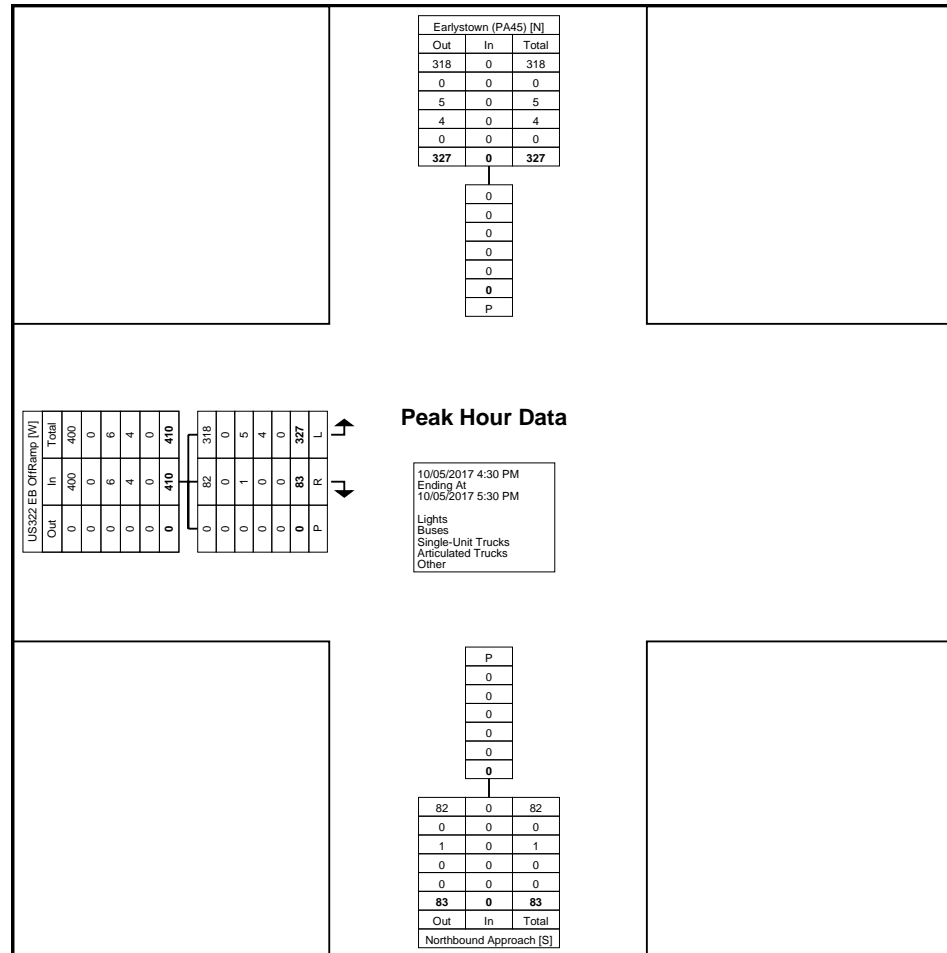 Earlystown (PA45) [N]
Out In Total
318 0 318
0 0 0
5 0 5
4 0 4
0 0 0
327 0 327
0
0
0
0
0
0
P
US322 EB OffRamp [W]
Total 400 0 6 4 0 410
In 400 0 6 4 0 410
Out 0 0 0 0 0 0
318 0 5 4 0 327 L
82 0 1 0 0 83 R
0 0 0 0 0 0 P
Peak Hour Data
10/05/2017 4:30 PM
Ending At
10/05/2017 5:30 PM
Lights
Buses
Single-Unit Trucks
Articulated Trucks
Other
P
0
0
0
0
0
0
82 0 82
0 0 0
1 0 1
0 0 0
0 0 0
83 0 83
Out In Total
Northbound Approach [S]